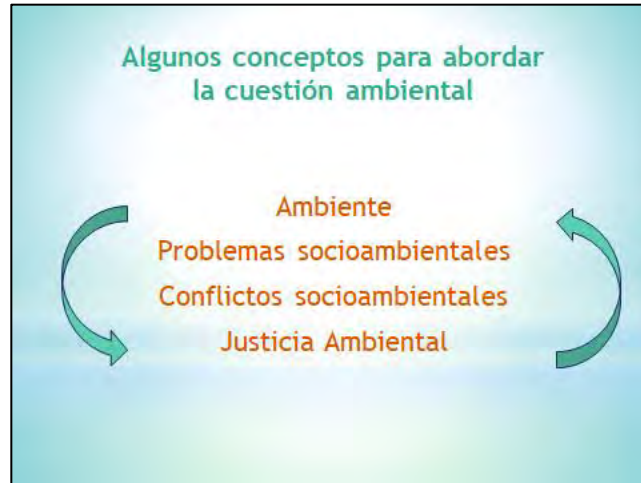 Algunos conceptos para abordar
la cuestión ambiental
Ambiente
Problemas socioambientales
Conflictos socioambientales
Justicia Ambiental